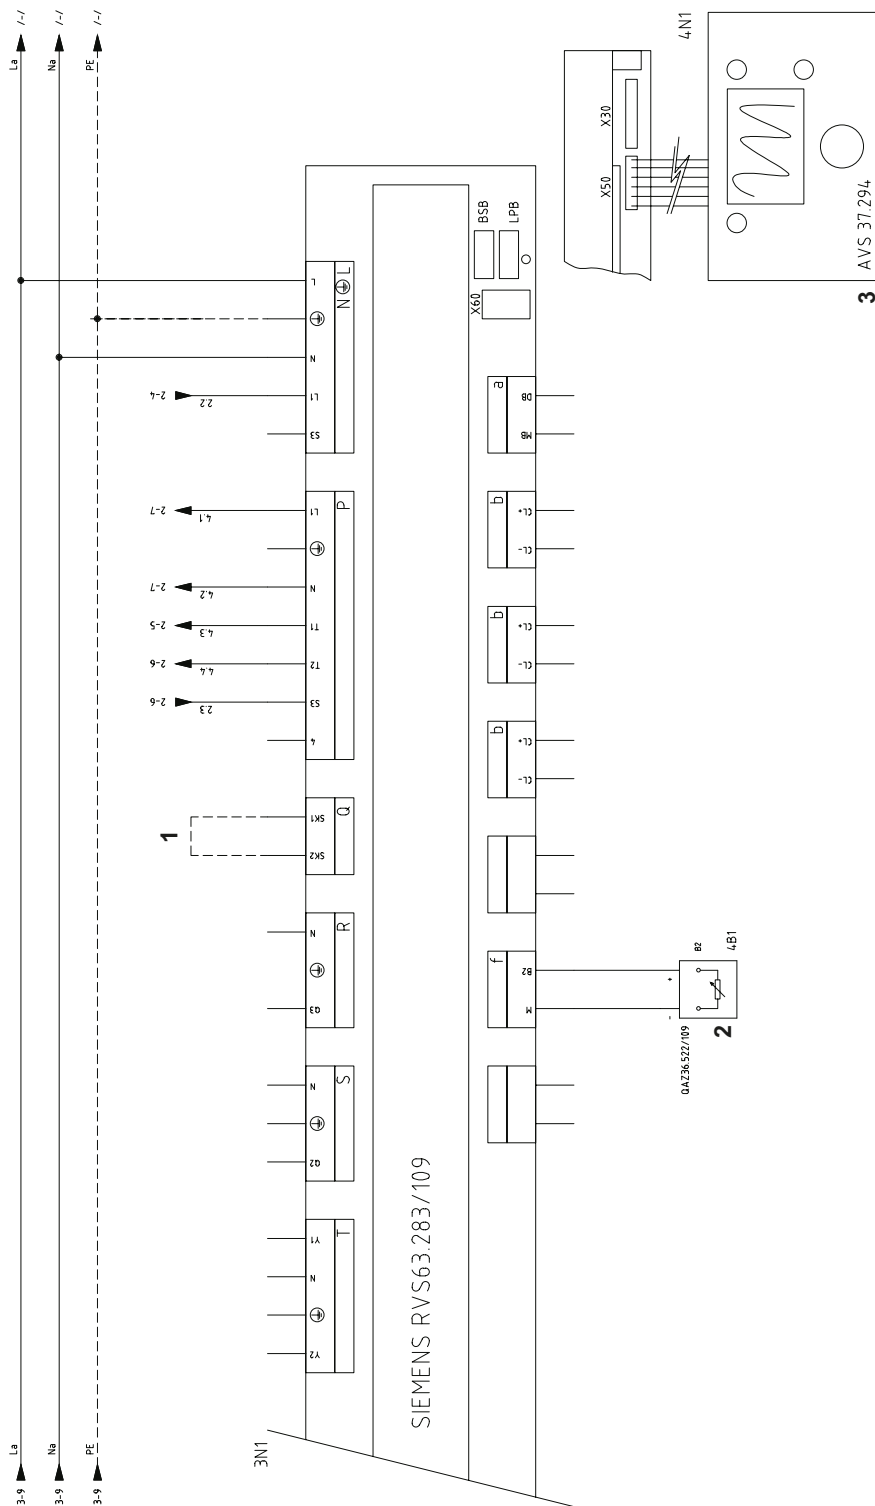 /-/
La
3-9
La
/-/
Na
3-9
Na
/-/
PE
3-9
PE
4N1
X30
X50
AVS 37.294
3
BSB
LPB
X60
L
N
L
N
L1
S3
2-4
2.2
P
L1
N
T1
T2
S3
4
2-7
4.1
2-7
4.2
2-5
4.3
2-6
4.4
2-6
2.3
1
Q
SK1
SK2
R
N
Q3
S
N
Q2
T
Y1
N
Y2
a
DB
MB
b
CL+
CL-
b
CL+
CL-
b
CL+
CL-
f
B2
M
+
-
B2
4B1
2
QAZ36.522/109
SIEMENS RVS63.283/109
3N1